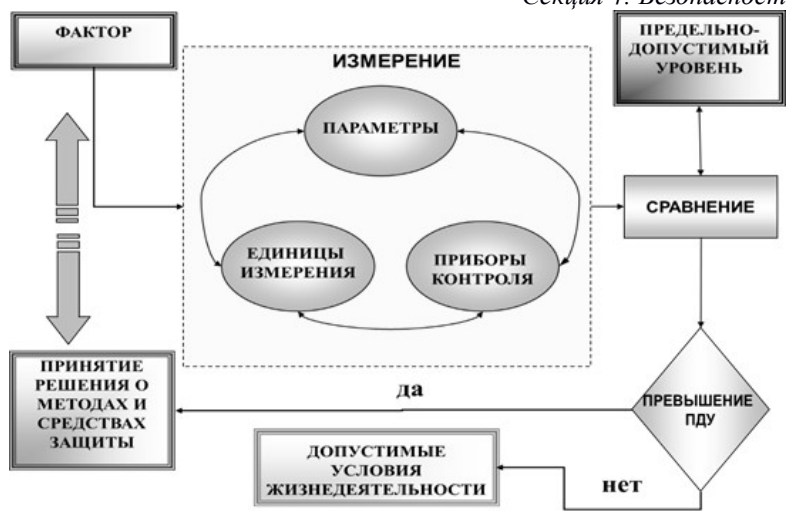 Секция 1. Безопасност
ФАКТОР
ИЗМЕРЕНИЕ
ПРЕДЕЛЬНО-
ДОПУСТИМЫЙ
УРОВЕНЬ
ПАРАМЕТРЫ
СРАВНЕНИЕ
ЕДИНИЦЫ
ИЗМЕРЕНИЯ
ПРИБОРЫ
КОНТРОЛЯ
ПРИНЯТИЕ
РЕШЕНИЯ О
МЕТОДАХ И
СРЕДСТВАХ
ЗАЩИТЫ
да
ПРЕВЫШЕНИЕ
ПДУ
ДОПУСТИМЫЕ
УСЛОВИЯ
ЖИЗНЕДЕЯТЕЛЬНОСТИ
нет